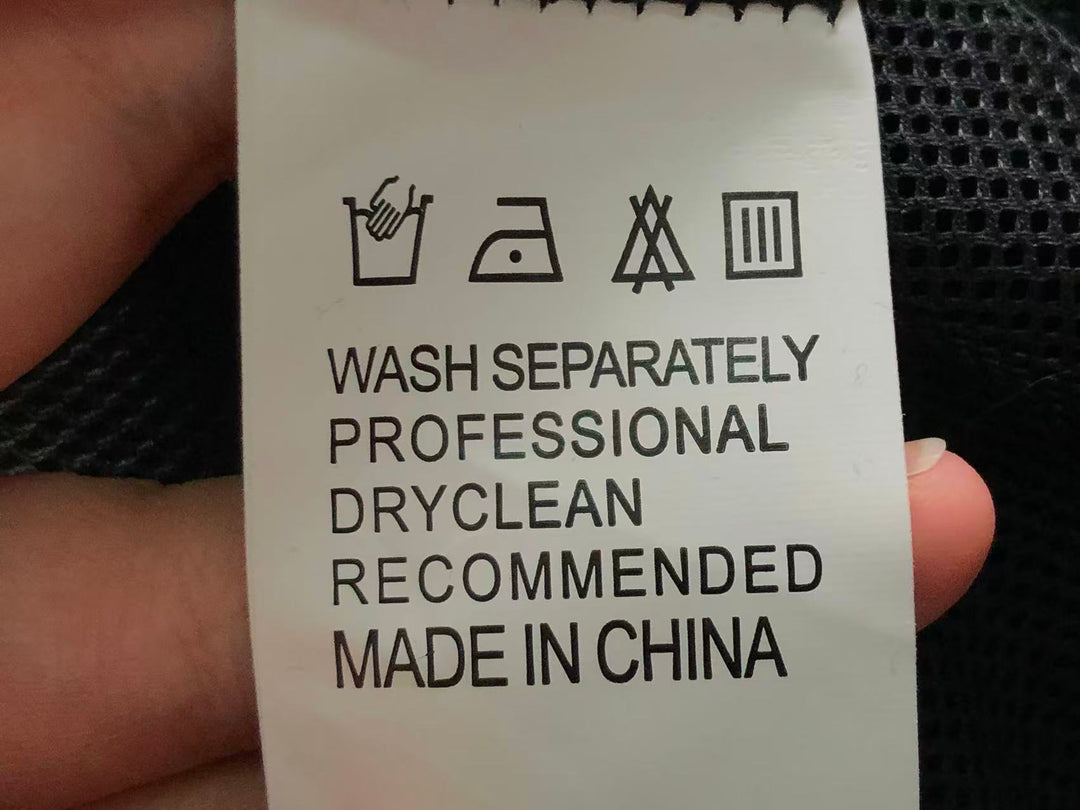 WASH SEPARATELY
PROFESSIONAL
DRYCLEAN
RECOMMENDED
MADE IN CHINA